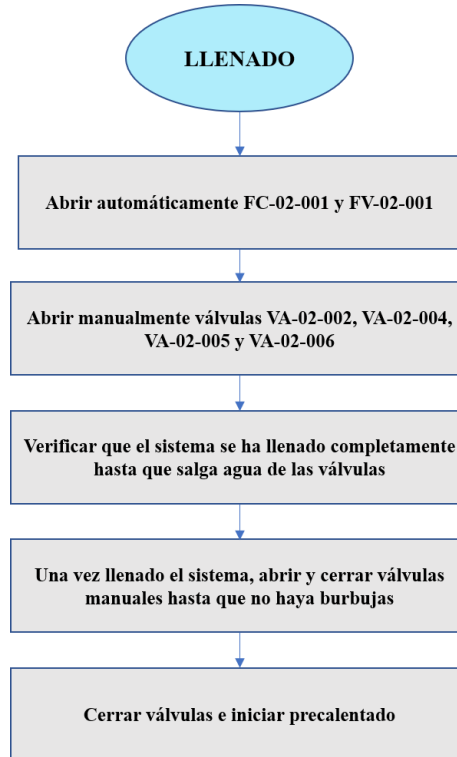 LLENADO
Abrir automáticamente FC-02-001 y FV-02-001
Abrir manualmente válvulas VA-02-002, VA-02-004,
VA-02-005 y VA-02-006
Verificar que el sistema se ha llenado completamente
hasta que salga agua de las válvulas
Una vez llenado el sistema, abrir y cerrar válvulas
manuales hasta que no haya burbujas
Cerrar válvulas e iniciar precalentado